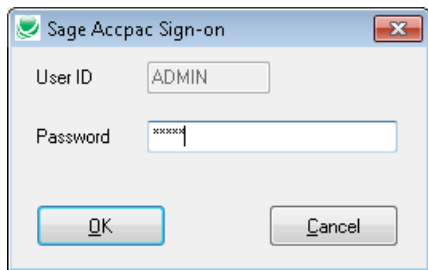 Sage Accpac Sign-on
User ID ADMIN
Password *****
OK Cancel